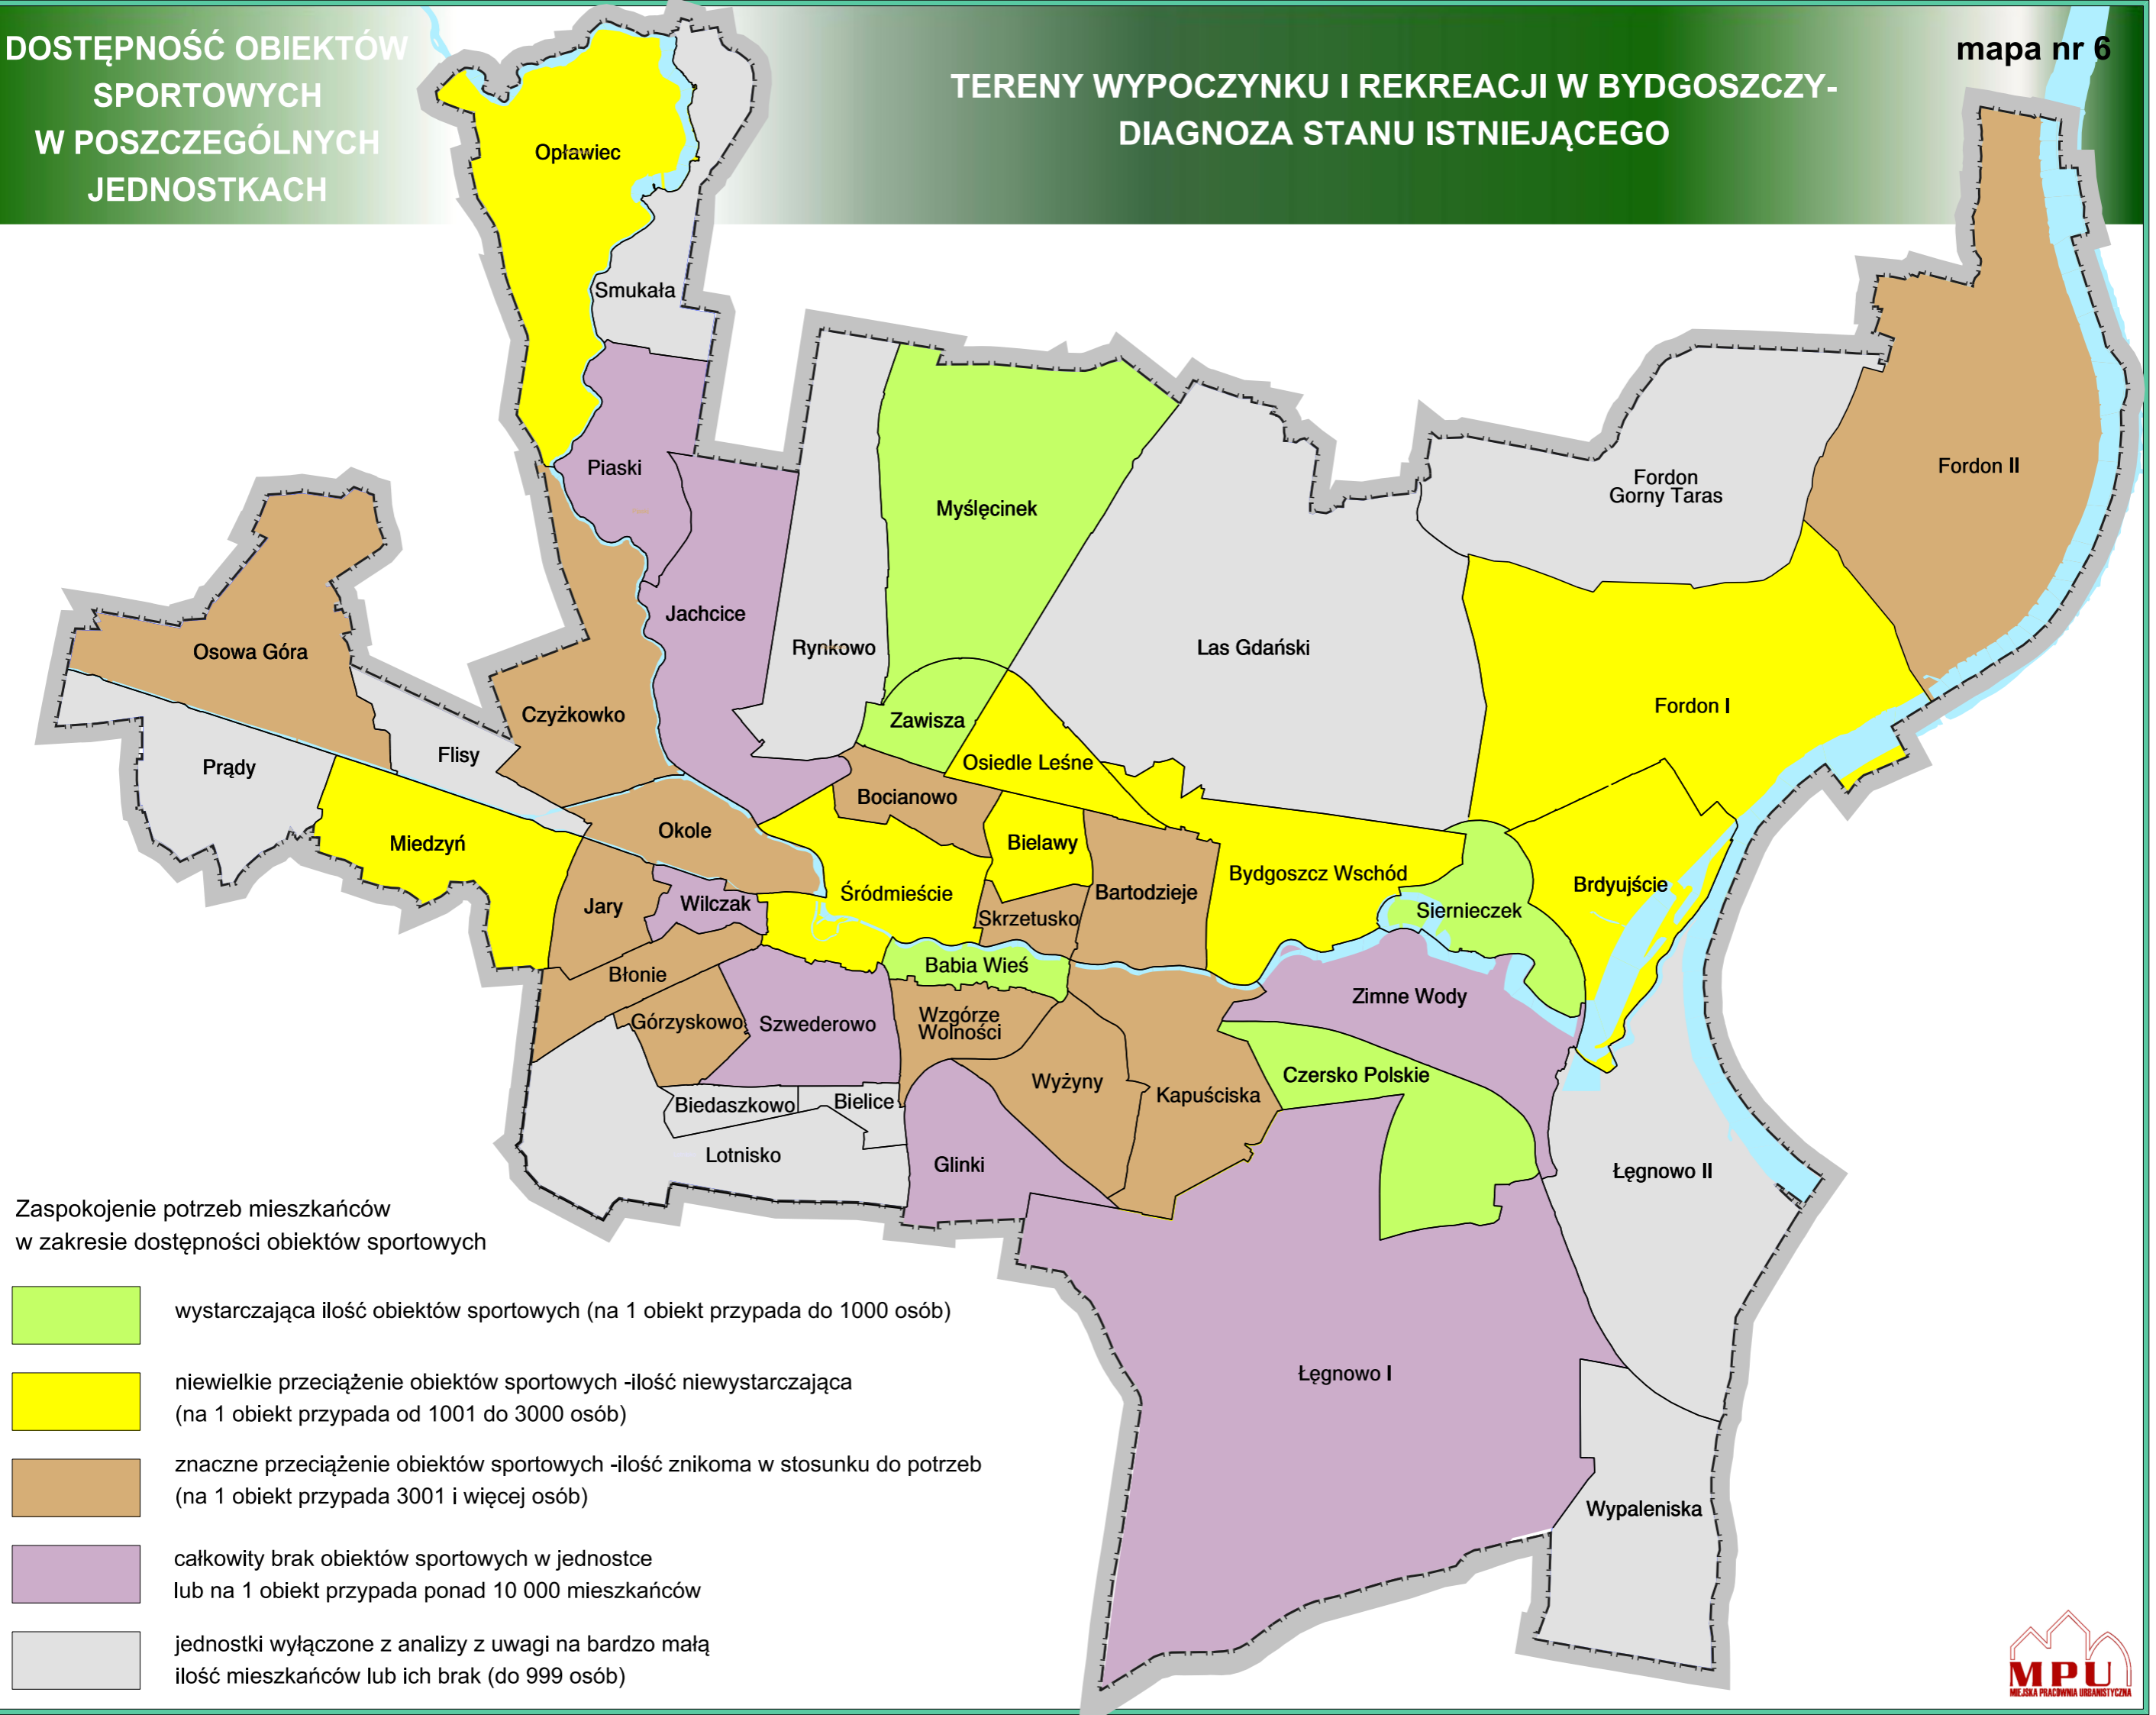 DOSTĘPNOŚĆ OBIEKTÓW
SPORTOWYCH
W POSZCZEGÓLNYCH
JEDNOSTKACH
TERENY WYPOCZYNKU I REKREACJI W BYDGOSZCZY-
DIAGNOZA STANU ISTNIEJĄCEGO
mapa nr 6
Opławiec
Smukała
Piaski
Fordon II
Fordon
Gorny Taras
Myślęcinek
Jachcice
Rynkowo
Las Gdański
Osowa Góra
Czyżkowko
Zawisza
Fordon I
Flisy
Prądy
Osiedle Leśne
Bocianowo
Okole
Miedzyń
Bielawy
Bydgoszcz Wschód
Brdyujście
Śródmieście
Bartodzieje
Jary
Wilczak
Skrzetusko
Siernieczek
Babia Wieś
Błonie
Zimne Wody
Górzyskowo
Szwederowo
Wzgórze
Wolności
Czersko Polskie
Wyżyny
Kapuściska
Biedaszkowo
Bielice
Lotnisko
Glinki
Łęgnowo II
Łęgnowo I
Wypaleniska
Zaspokojenie potrzeb mieszkańców
w zakresie dostępności obiektów sportowych
wystarczająca ilość obiektów sportowych (na 1 obiekt przypada do 1000 osób)
niewielkie przeciążenie obiektów sportowych -ilość niewystarczająca
(na 1 obiekt przypada od 1001 do 3000 osób)
znaczne przeciążenie obiektów sportowych -ilość znikoma w stosunku do potrzeb
(na 1 obiekt przypada 3001 i więcej osób)
całkowity brak obiektów sportowych w jednostce
lub na 1 obiekt przypada ponad 10 000 mieszkańców
jednostki wyłączone z analizy z uwagi na bardzo małą
ilość mieszkańców lub ich brak (do 999 osób)
MPU
MIEJSKA PRACOWNIA URBANISTYCZNA